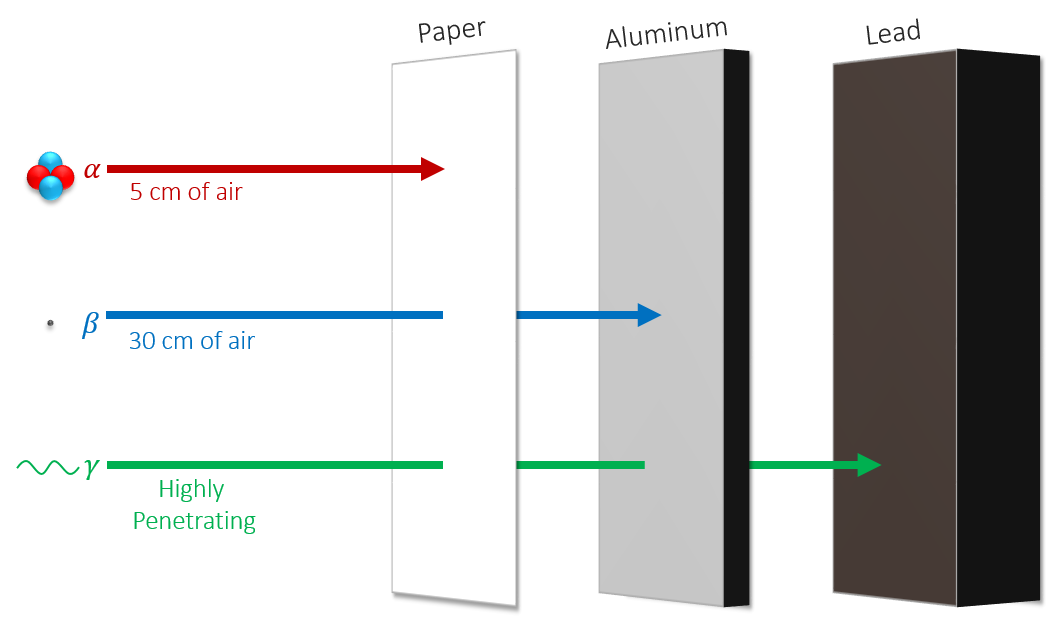 Paper
Aluminum
Lead
α
5 cm of air
β
30 cm of air
γ
Highly
Penetrating